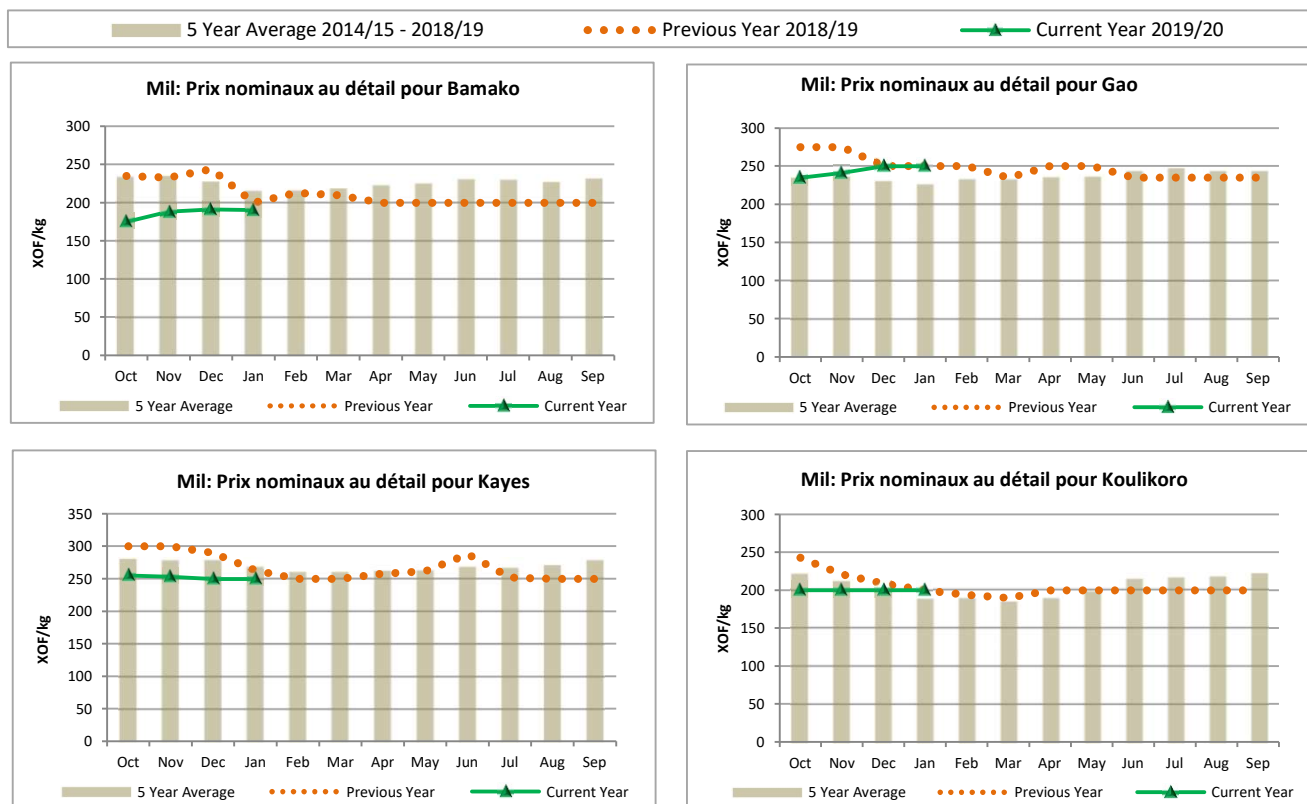 5 Year Average 2014/15 - 2018/19 Previous Year 2018/19 Current Year 2019/20
Mil: Prix nominaux au détail pour Bamako
XOF/kg
300
250
200
150
100
50
0
Oct Nov Dec Jan Feb Mar Apr May Jun Jul Aug Sep
5 Year Average Previous Year Current Year
Mil: Prix nominaux au détail pour Gao
XOF/kg
300
250
200
150
100
50
0
Oct Nov Dec Jan Feb Mar Apr May Jun Jul Aug Sep
5 Year Average Previous Year Current Year
Mil: Prix nominaux au détail pour Kayes
XOF/kg
350
300
250
200
150
100
50
0
Oct Nov Dec Jan Feb Mar Apr May Jun Jul Aug Sep
5 Year Average Previous Year Current Year
Mil: Prix nominaux au détail pour Koulikoro
XOF/kg
300
250
200
150
100
50
0
Oct Nov Dec Jan Feb Mar Apr May Jun Jul Aug Sep
5 Year Average Previous Year Current Year